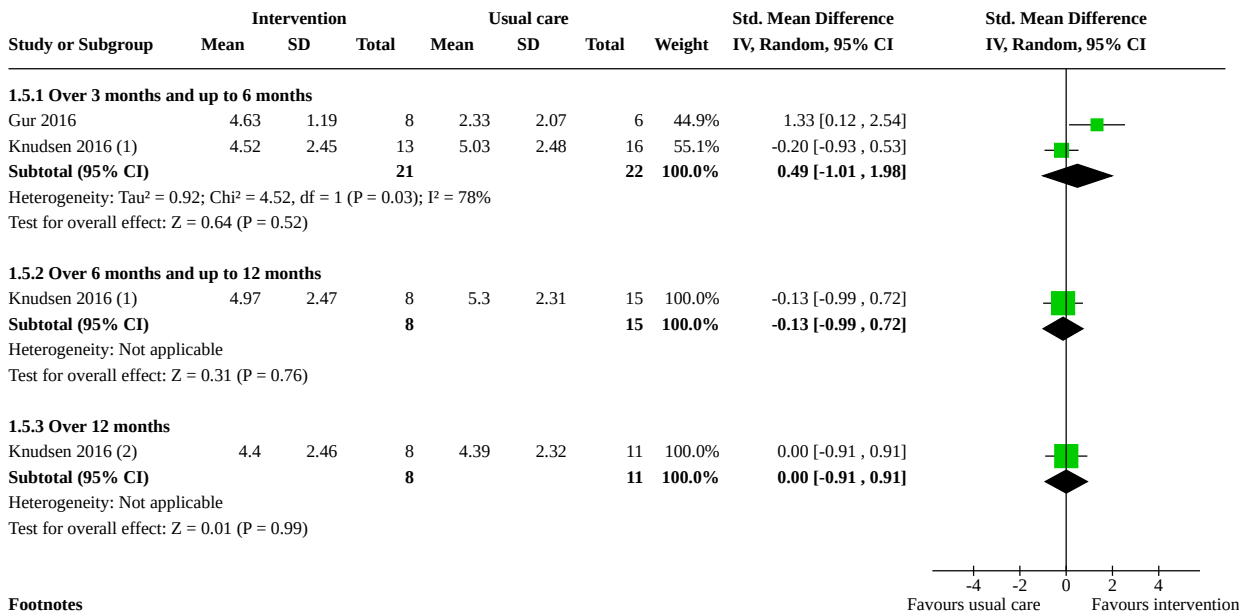 Intervention Usual care Std. Mean Difference Std. Mean Difference
Study or Subgroup Mean SD Total Mean SD Total Weight IV, Random, 95% CI IV, Random, 95% CI
1.5.1 Over 3 months and up to 6 months
Gur 2016 4.63 1.19 8 2.33 2.07 6 44.9% 1.33 [0.12 , 2.54]
Knudsen 2016 (1) 4.52 2.45 13 5.03 2.48 16 55.1% -0.20 [-0.93 , 0.53]
Subtotal (95% CI) 21 22 100.0% 0.49 [-1.01 , 1.98]
Heterogeneity: Tau² = 0.92; Chi² = 4.52, df = 1 (P = 0.03); I² = 78%
Test for overall effect: Z = 0.64 (P = 0.52)
1.5.2 Over 6 months and up to 12 months
Knudsen 2016 (1) 4.97 2.47 8 5.3 2.31 15 100.0% -0.13 [-0.99 , 0.72]
Subtotal (95% CI) 8 15 100.0% -0.13 [-0.99 , 0.72]
Heterogeneity: Not applicable
Test for overall effect: Z = 0.31 (P = 0.76)
1.5.3 Over 12 months
Knudsen 2016 (2) 4.4 2.46 8 4.39 2.32 11 100.0% 0.00 [-0.91 , 0.91]
Subtotal (95% CI) 8 11 100.0% 0.00 [-0.91 , 0.91]
Heterogeneity: Not applicable
Test for overall effect: Z = 0.01 (P = 0.99)
-4 -2 0 2 4
Footnotes Favours usual care Favours intervention